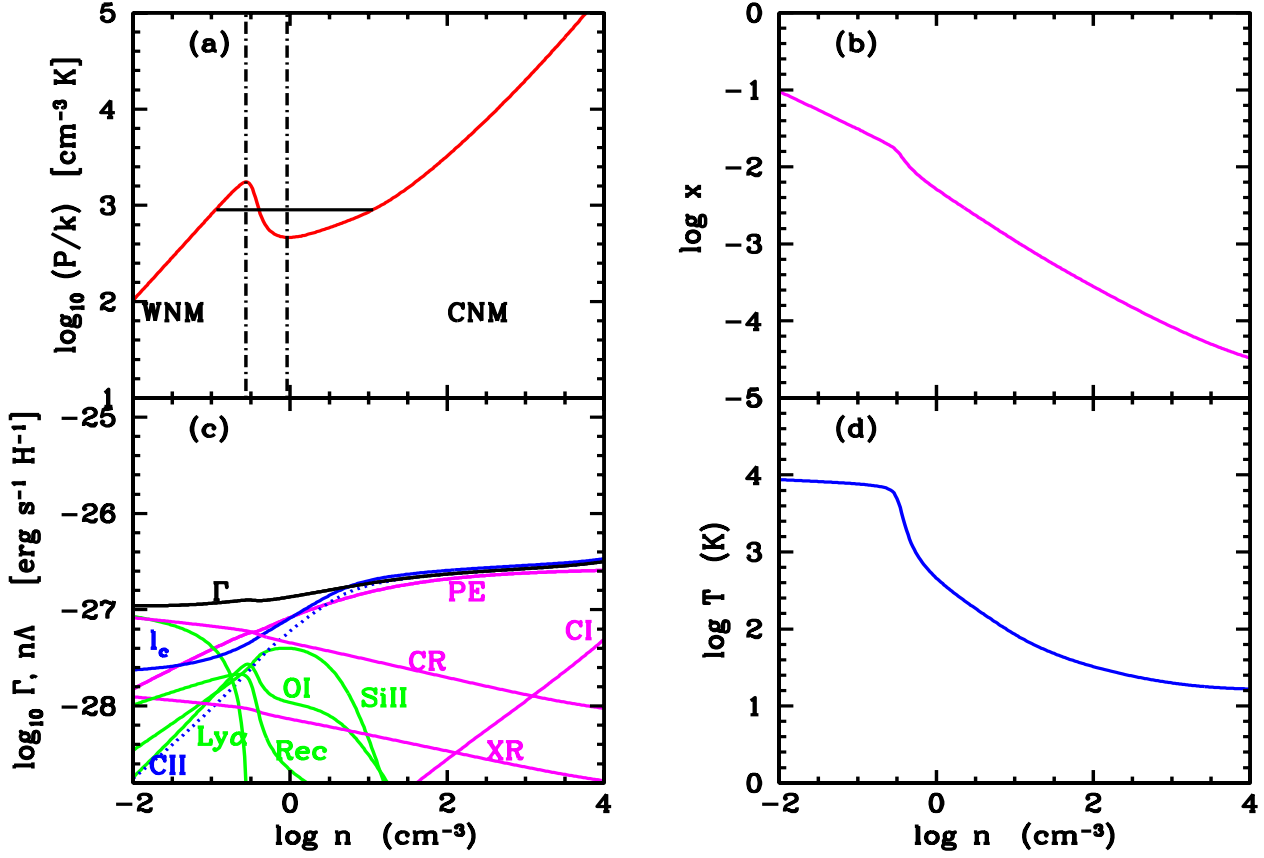 (a)
5
4
3
2
1
log₁₀ (P/k) [cm⁻³ K]
WNM
CNM
(b)
0
−1
−2
−3
−4
−5
log x
(c)
−25
−26
−27
−28
log₁₀ Γ, nΛ [erg s⁻¹ H⁻¹]
Γ
PE
CI
l_c
CR
OI
SiII
Lyα
Rec
XR
CII
−2
0
2
4
log n (cm⁻³)
(d)
4
3
2
1
0
log T (K)
−2
0
2
4
log n (cm⁻³)